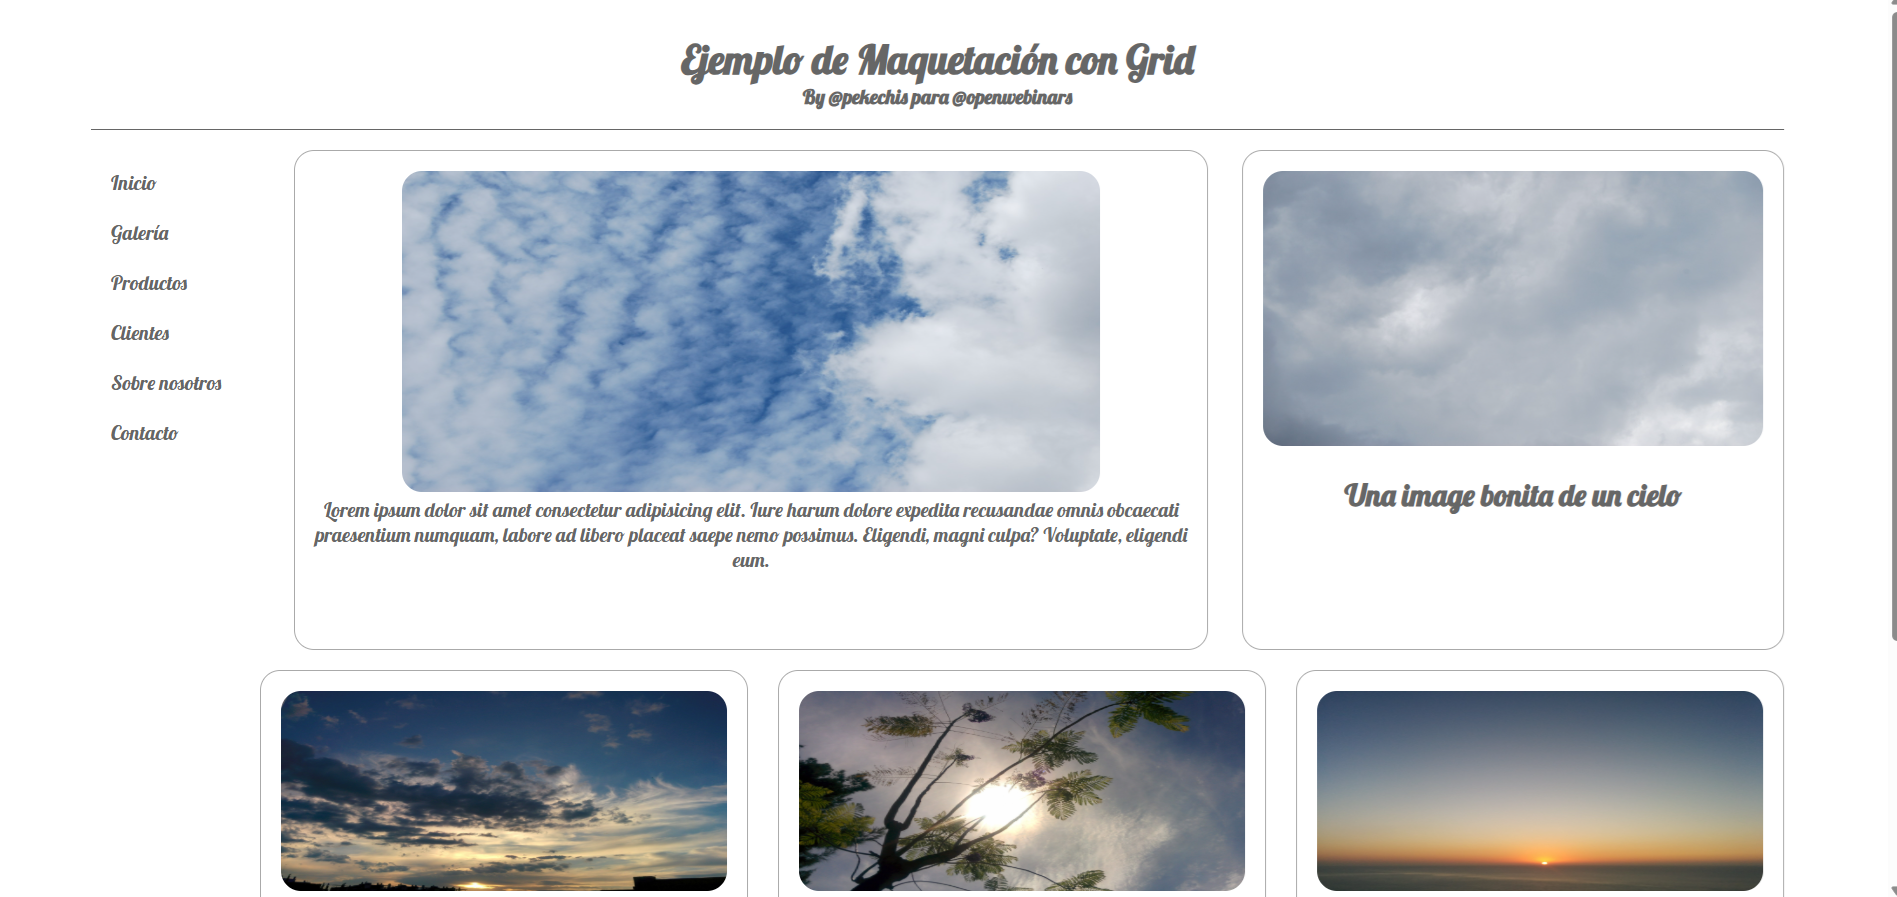 Ejemplo de Maquetación con Grid
By @pekechis para @openwebinars
Inicio
Galería
Productos
Clientes
Sobre nosotros
Contacto
Lorem ipsum dolor sit amet consectetur adipisicing elit. Iure harum dolore expedita recusandae omnis obcaecati
praesentium numquam, labore ad libero placeat saepe nemo possimus. Eligendi, magni culpa? Voluptate, eligendi
eum.
Una image bonita de un cielo